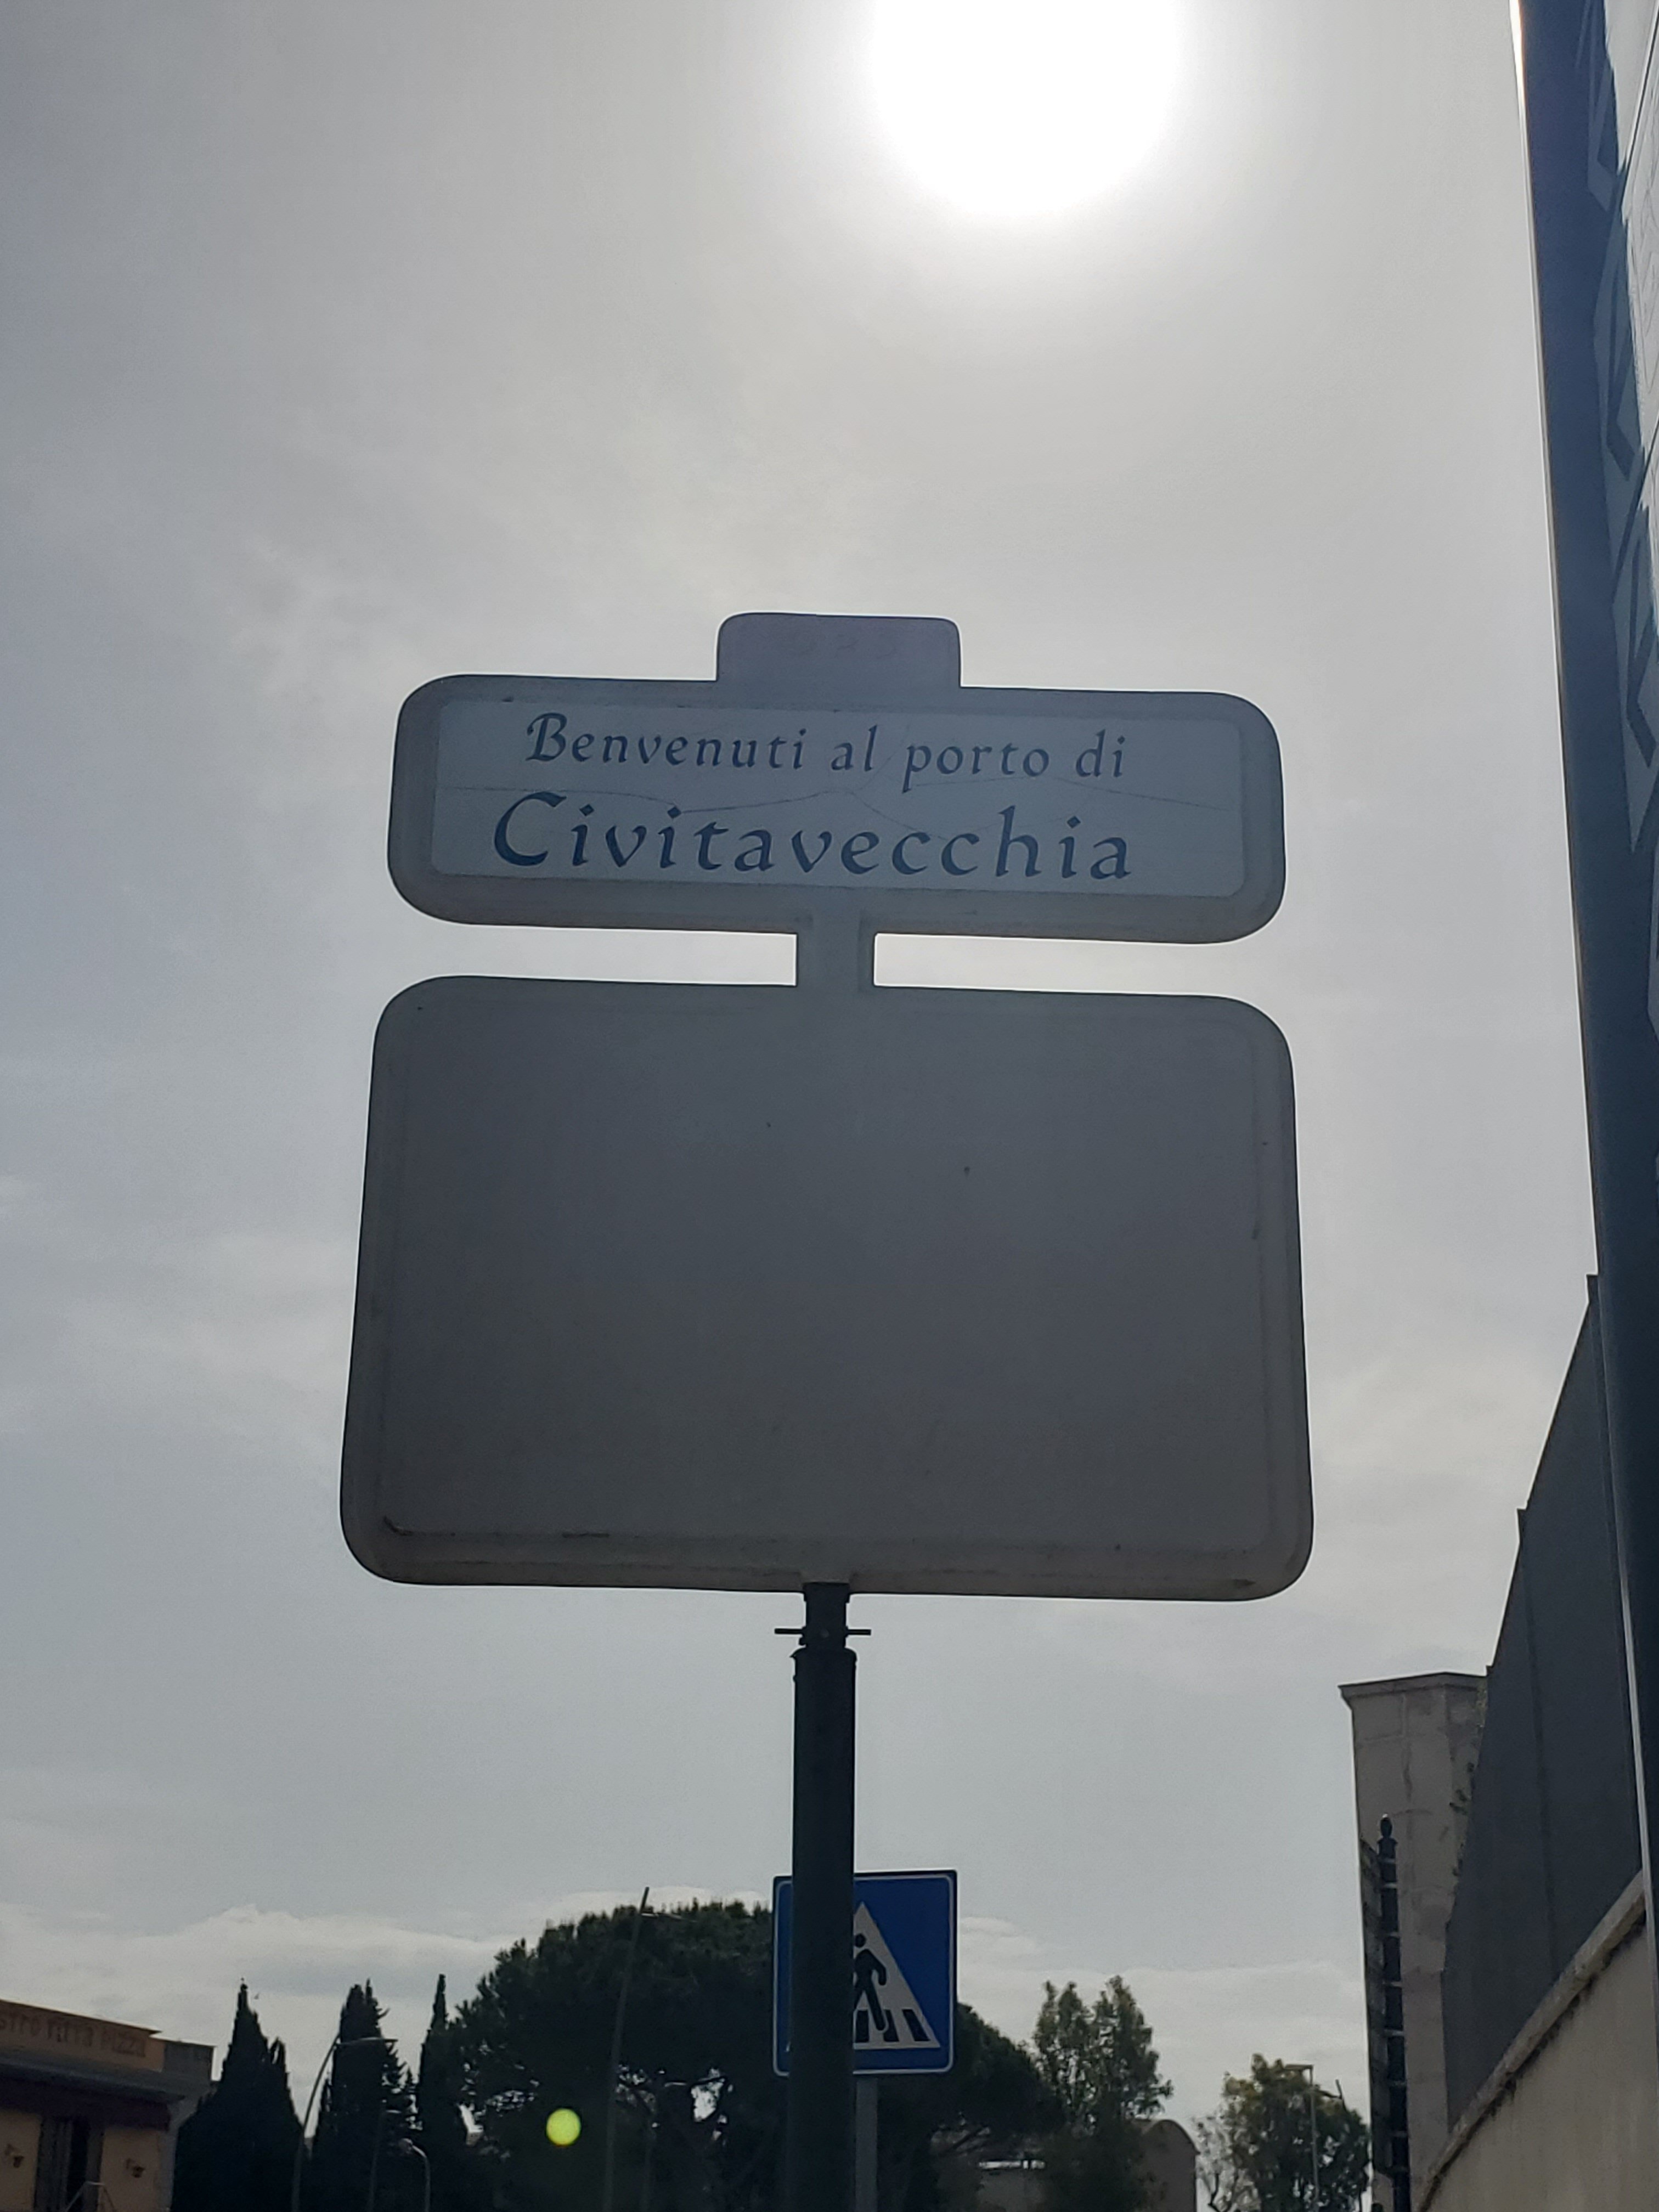 Benvenuti al porto di
Civitavecchia